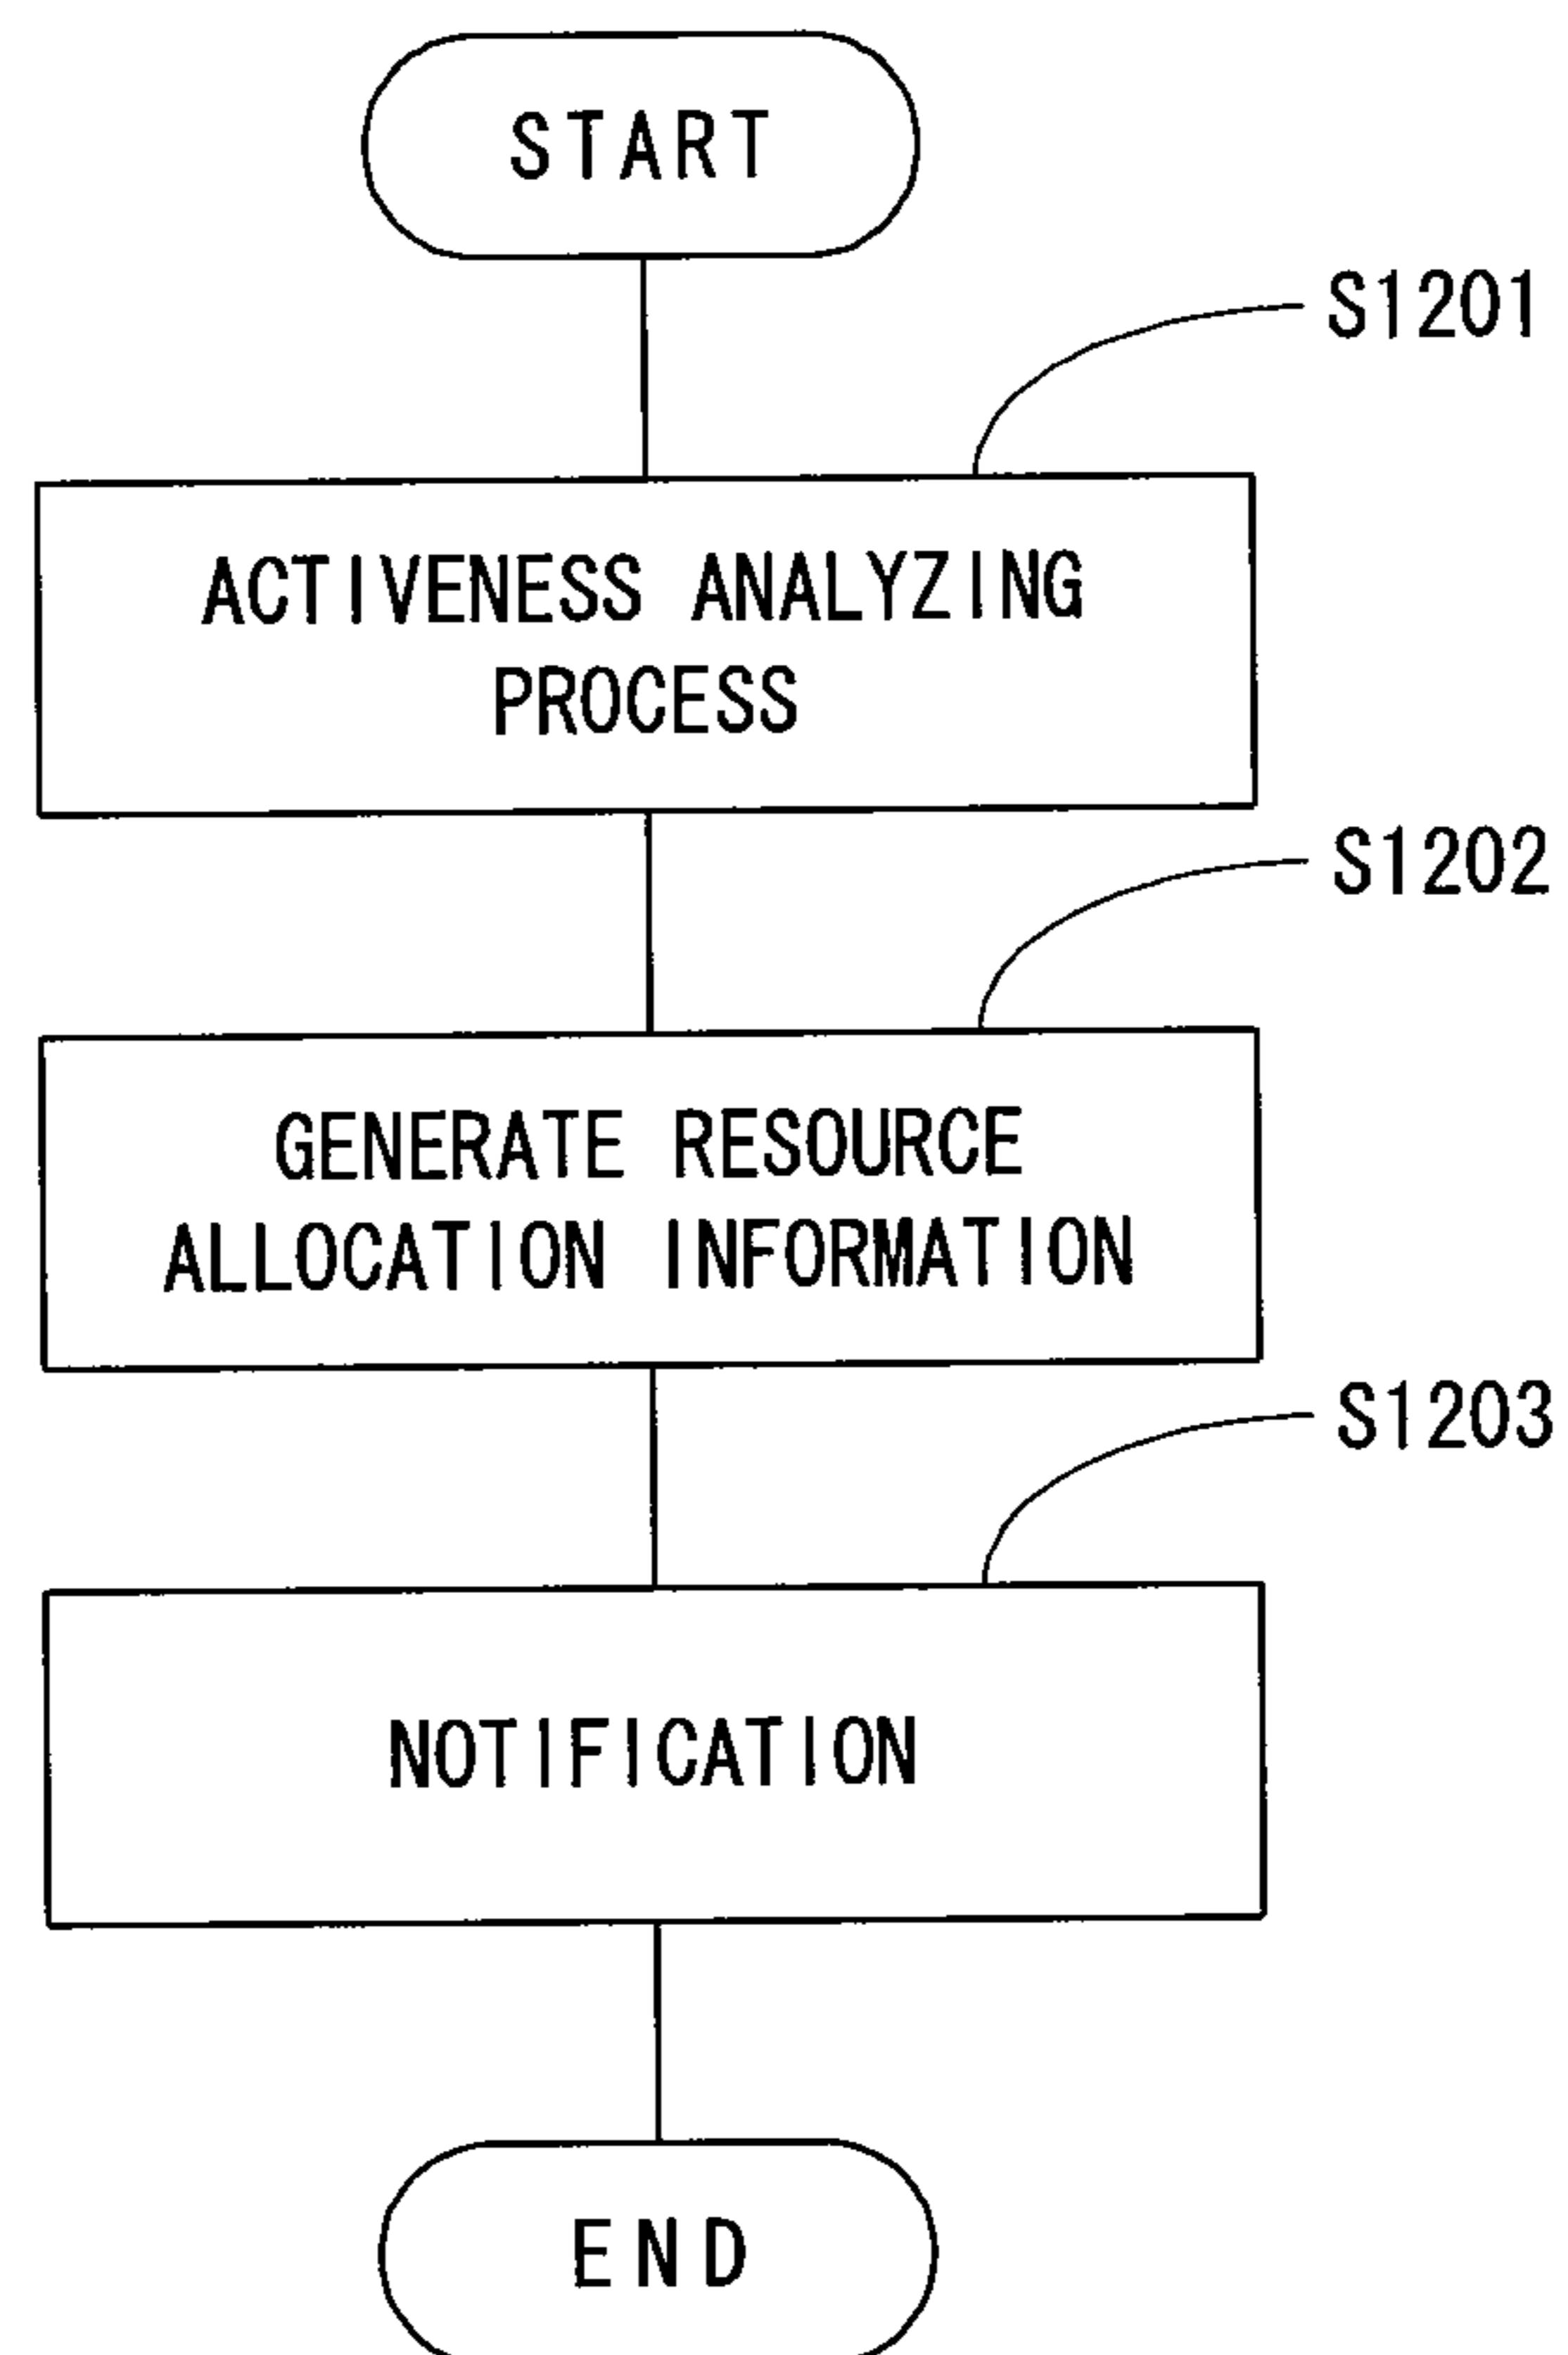 START
S1201
ACTIVENESS ANALYZING
PROCESS
S1202
GENERATE RESOURCE
ALLOCATION INFORMATION
S1203
NOTIFICATION
END